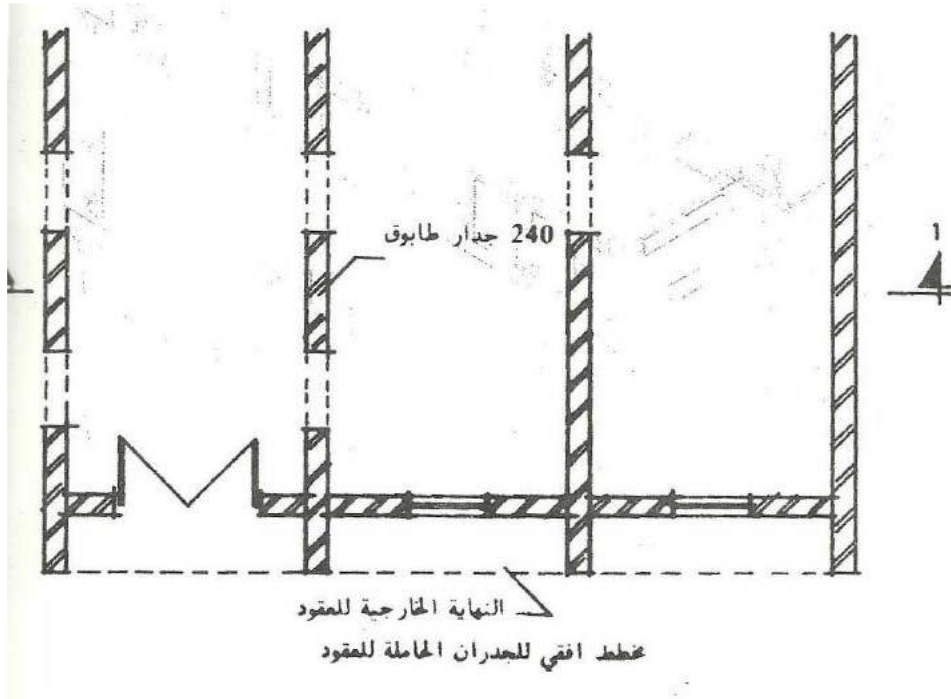 240 جدار طابوق
1
النهاية الخارجية للعقود
مخطط افقي للجدران الحاملة للعقود